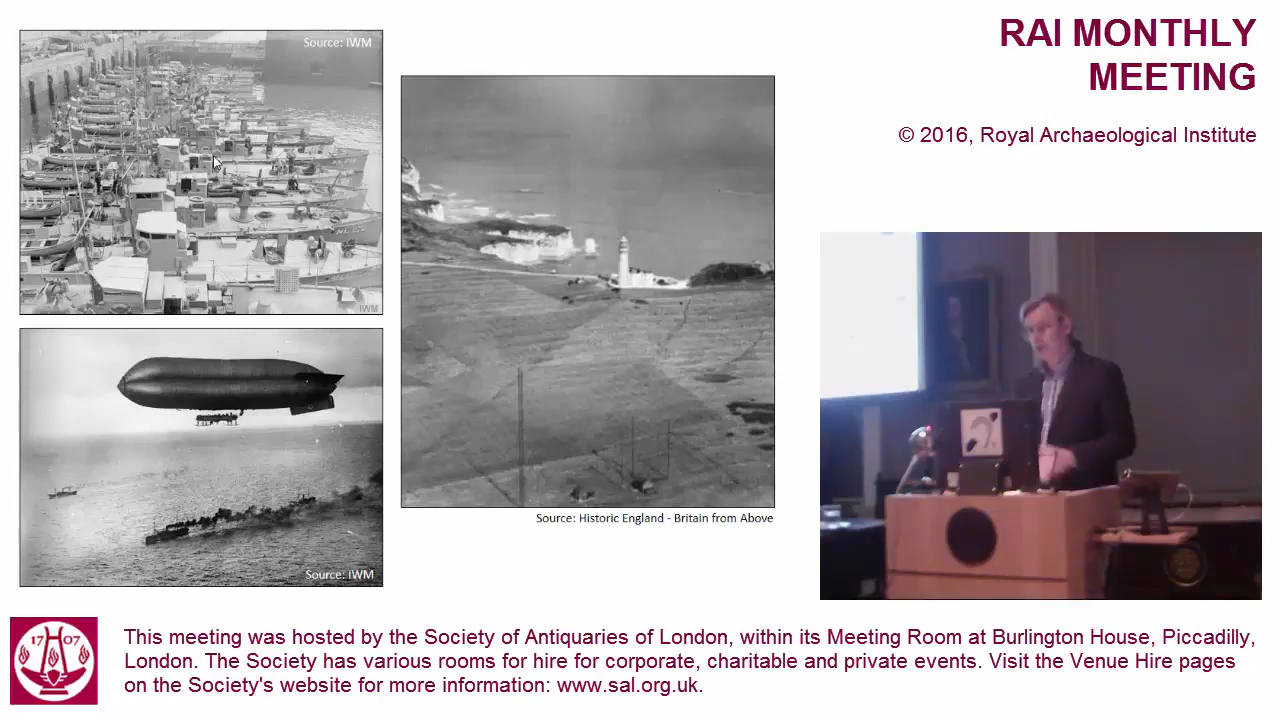 Source: IWM
IWM
Source: IWM
Source: Historic England - Britain from Above
RAI MONTHLY
MEETING
© 2016, Royal Archaeological Institute
17 07
This meeting was hosted by the Society of Antiquaries of London, within its Meeting Room at Burlington House, Piccadilly,
London. The Society has various rooms for hire for corporate, charitable and private events. Visit the Venue Hire pages
on the Society's website for more information: www.sal.org.uk.